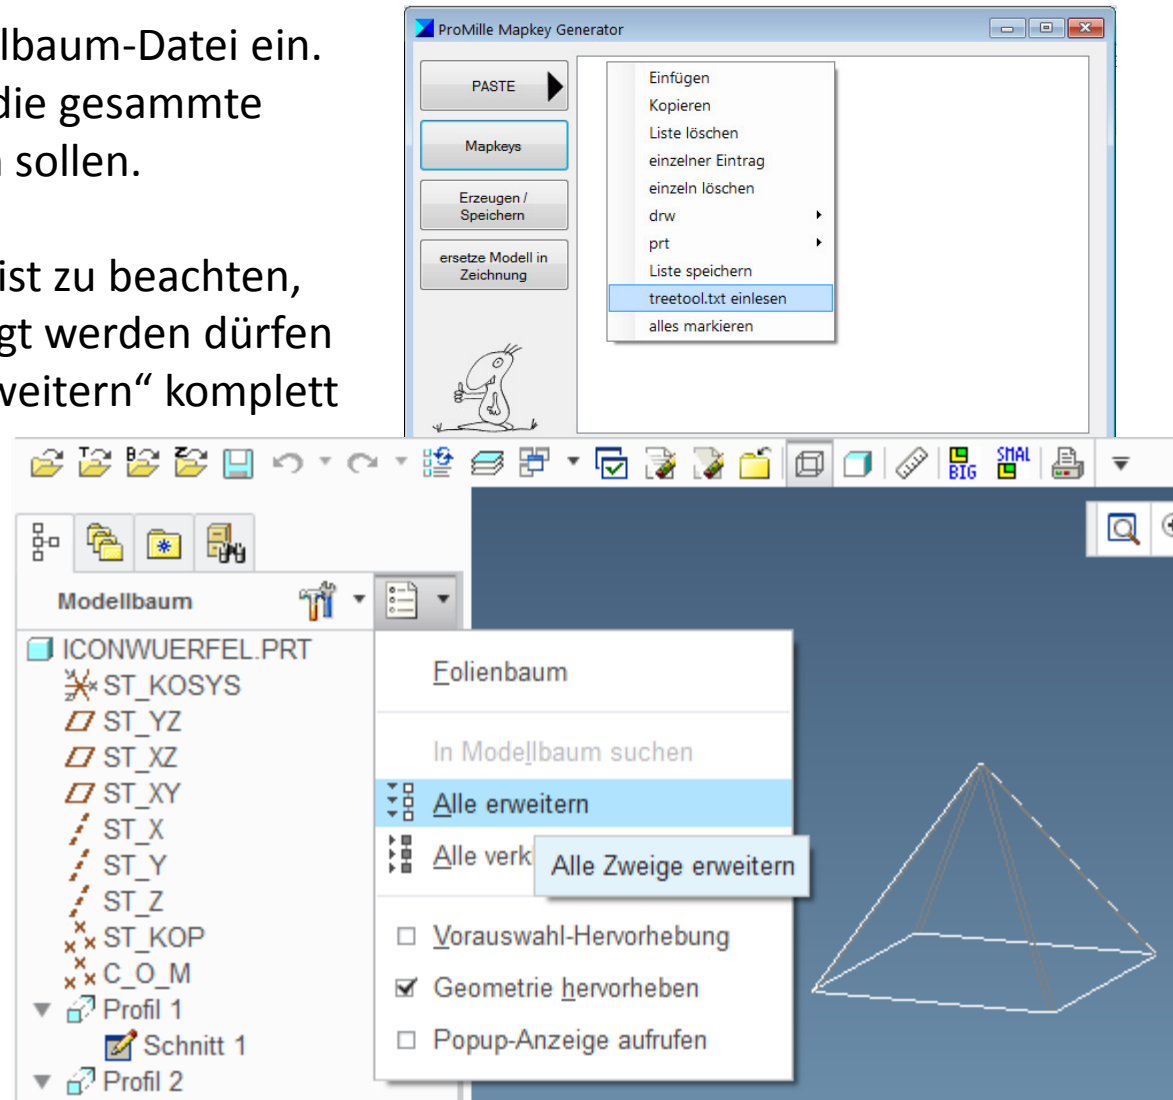 lbaum-Datei ein.
die gesammte
sollen.
ist zu beachten,
gt werden dürfen
weitern“ komplett
ProMille Mapkey Generator
PASTE
Mapkeys
Erzeugen /
Speichern
ersetze Modell in
Zeichnung
Einfügen
Kopieren
Liste löschen
einzelner Eintrag
einzeln löschen
drw
prt
Liste speichern
treetool.txt einlesen
alles markieren
T B Z BIG SMAL
Modellbaum
ICONWUERFEL.PRT
ST_KOSYS
ST_YZ
ST_XZ
ST_XY
ST_X
ST_Y
ST_Z
ST_KOP
C_O_M
Profil 1
Schnitt 1
Profil 2
Folienbaum
In Modellbaum suchen
Alle erweitern
Alle verk
Alle Zweige erweitern
Vorauswahl-Hervorhebung
Geometrie hervorheben
Popup-Anzeige aufrufen